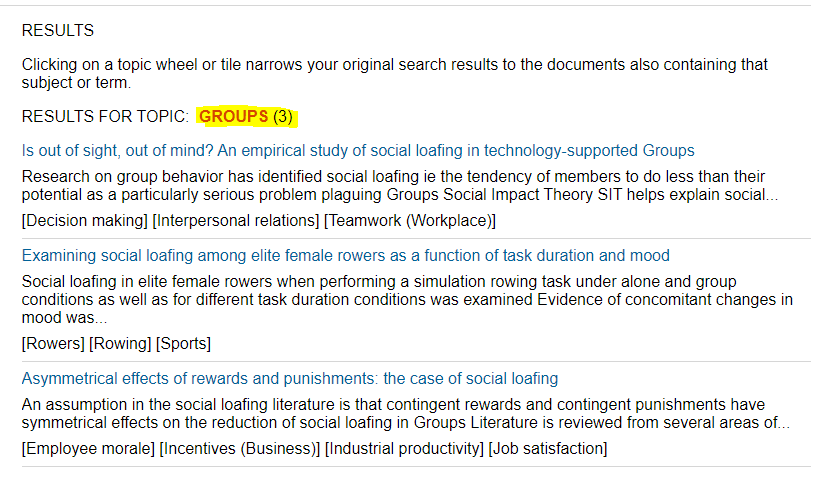 RESULTS
Clicking on a topic wheel or tile narrows your original search results to the documents also containing that
subject or term.
RESULTS FOR TOPIC: GROUPS (3)
Is out of sight, out of mind? An empirical study of social loafing in technology-supported Groups
Research on group behavior has identified social loafing ie the tendency of members to do less than their
potential as a particularly serious problem plaguing Groups Social Impact Theory SIT helps explain social...
[Decision making] [Interpersonal relations] [Teamwork (Workplace)]
Examining social loafing among elite female rowers as a function of task duration and mood
Social loafing in elite female rowers when performing a simulation rowing task under alone and group
conditions as well as for different task duration conditions was examined Evidence of concomitant changes in
mood was...
[Rowers] [Rowing] [Sports]
Asymmetrical effects of rewards and punishments: the case of social loafing
An assumption in the social loafing literature is that contingent rewards and contingent punishments have
symmetrical effects on the reduction of social loafing in Groups Literature is reviewed from several areas of...
[Employee morale] [Incentives (Business)] [Industrial productivity] [Job satisfaction]